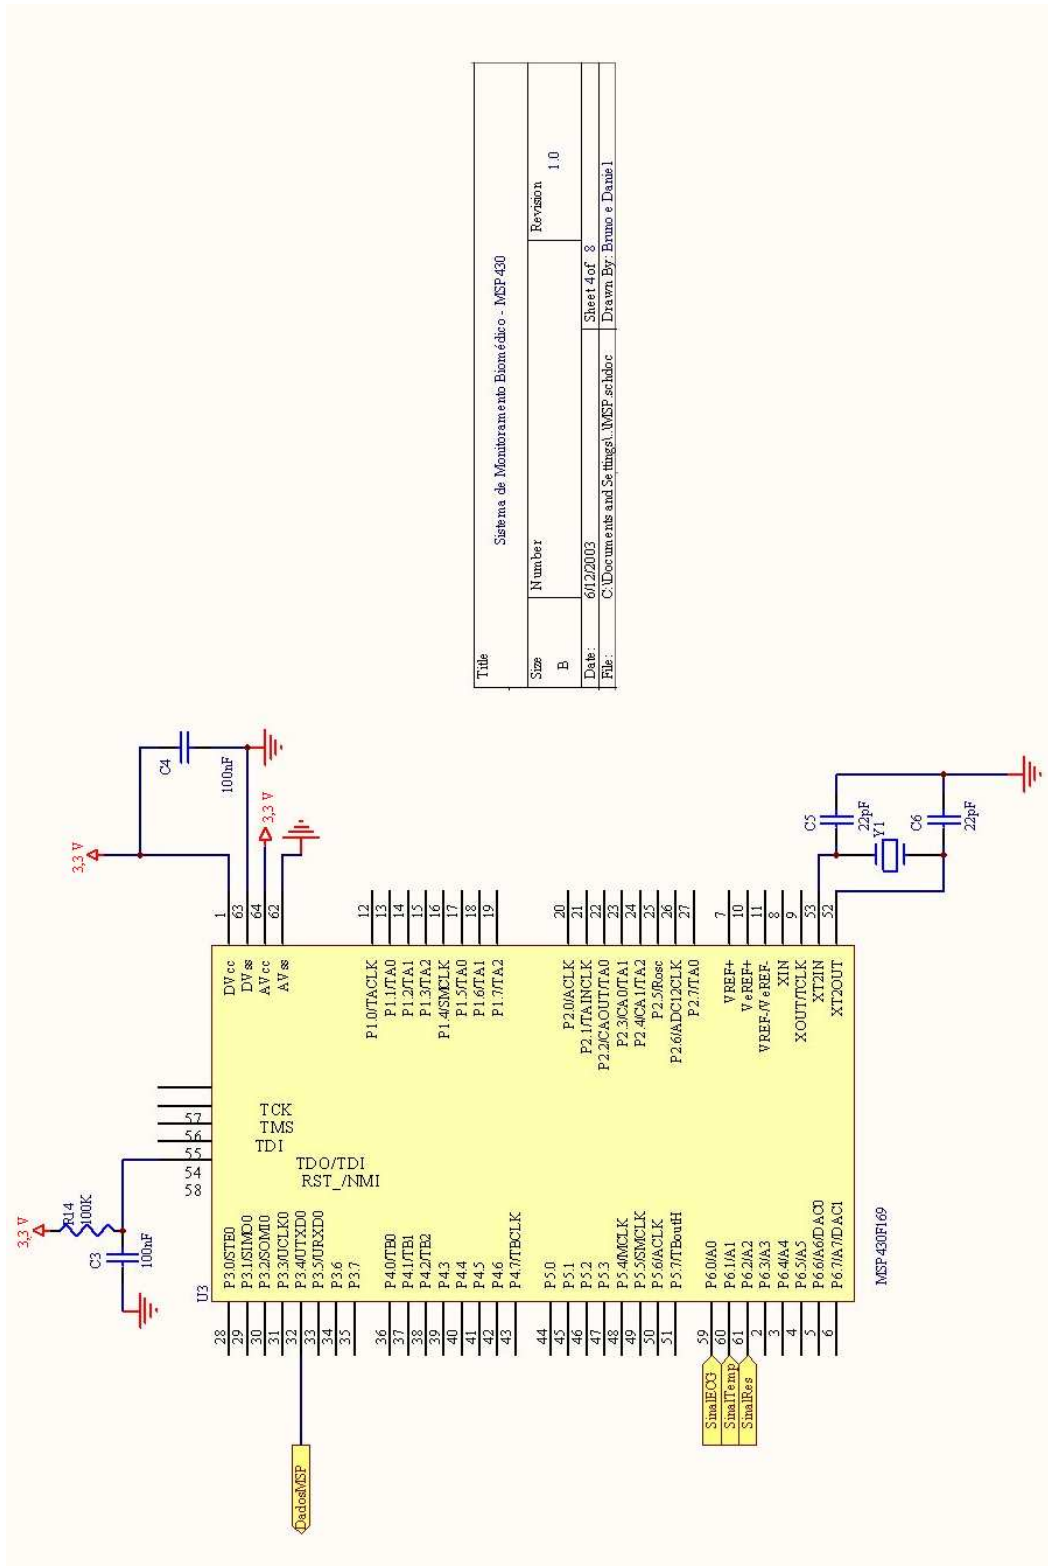 Title
Sistema de Monitoramento Biomédico - MSP430
Size
B
Number
Revision
1.0
Date:
6/12/2003
Sheet 4 of 8
File:
C:\Documents and Settings\..\MSP.schdoc
Drawn By: Bruno e Daniel
3,3 V
R14
100K
C3
100nF
3,3 V
C4
100nF
3,3 V
U3
28
29
30
31
32
33
34
35
P3.0/STE0
P3.1/SIMO0
P3.2/SOMI0
P3.3/UCLK0
P3.4/UTXD0
P3.5/URXD0
P3.6
P3.7
36
37
38
39
40
41
42
43
P4.0/TB0
P4.1/TB1
P4.2/TB2
P4.3
P4.4
P4.5
P4.6
P4.7/TBCLK
44
45
46
47
48
49
50
51
P5.0
P5.1
P5.2
P5.3
P5.4/MCLK
P5.5/SMCLK
P5.6/ACLK
P5.7/TBoutH
59
60
61
2
3
4
5
6
P6.0/A0
P6.1/A1
P6.2/A2
P6.3/A3
P6.4/A4
P6.5/A5
P6.6/A6/DAC0
P6.7/A7/DAC1
DadosMSP
SinalECG
SinalTemp
SinalRes
58
54
55
56
57
TCK
TMS
TDI
TDO/TDI
RST_/NMI
DVcc
DVss
AVcc
AVss
1
63
64
62
P1.0/TACLK
P1.1/TA0
P1.2/TA1
P1.3/TA2
P1.4/SMCLK
P1.5/TA0
P1.6/TA1
P1.7/TA2
12
13
14
15
16
17
18
19
P2.0/ACLK
P2.1/TAINCLK
P2.2/CAOUT/TA0
P2.3/CA0/TA1
P2.4/CA1/TA2
P2.5/Rosc
P2.6/ADC12CLK
P2.7/TA0
20
21
22
23
24
25
26
27
VREF+
VeREF+
VREF-/VeREF-
XIN
XOUT/TCLK
XT2IN
XT2OUT
7
10
11
8
9
53
52
C5
22pF
Y1
C6
22pF
MSP430F169